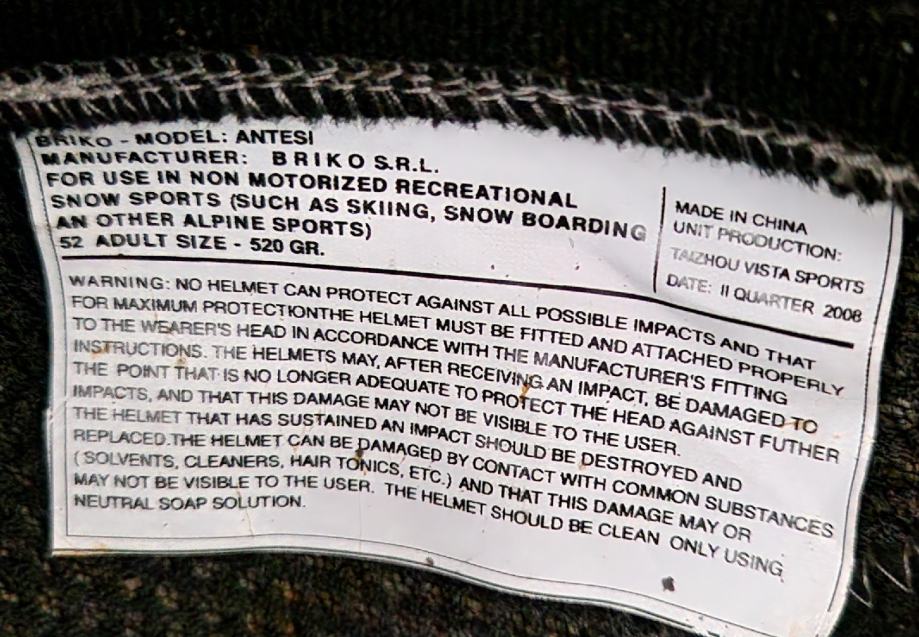 BRIKO - MODEL: ANTESI
MANUFACTURER: BRIKO S.R.L.
FOR USE IN NON MOTORIZED RECREATIONAL
SNOW SPORTS (SUCH AS SKIING, SNOW BOARDING
AN OTHER ALPINE SPORTS)
52 ADULT SIZE - 520 GR.
MADE IN CHINA
UNIT PRODUCTION:
TAIZHOU VISTA SPORTS
DATE: II QUARTER 2008
WARNING: NO HELMET CAN PROTECT AGAINST ALL POSSIBLE IMPACTS AND THAT
FOR MAXIMUM PROTECTIONTHE HELMET MUST BE FITTED AND ATTACHED PROPERLY
TO THE WEARER'S HEAD IN ACCORDANCE WITH THE MANUFACTURER'S FITTING
INSTRUCTIONS. THE HELMETS MAY, AFTER RECEIVING AN IMPACT, BE DAMAGED TO
THE POINT THAT IS NO LONGER ADEQUATE TO PROTECT THE HEAD AGAINST FUTHER
IMPACTS, AND THAT THIS DAMAGE MAY NOT BE VISIBLE TO THE USER.
THE HELMET THAT HAS SUSTAINED AN IMPACT SHOULD BE DESTROYED AND
REPLACED.THE HELMET CAN BE DAMAGED BY CONTACT WITH COMMON SUBSTANCES
(SOLVENTS, CLEANERS, HAIR TONICS, ETC.) AND THAT THIS DAMAGE MAY OR
MAY NOT BE VISIBLE TO THE USER. THE HELMET SHOULD BE CLEAN ONLY USING
NEUTRAL SOAP SOLUTION.